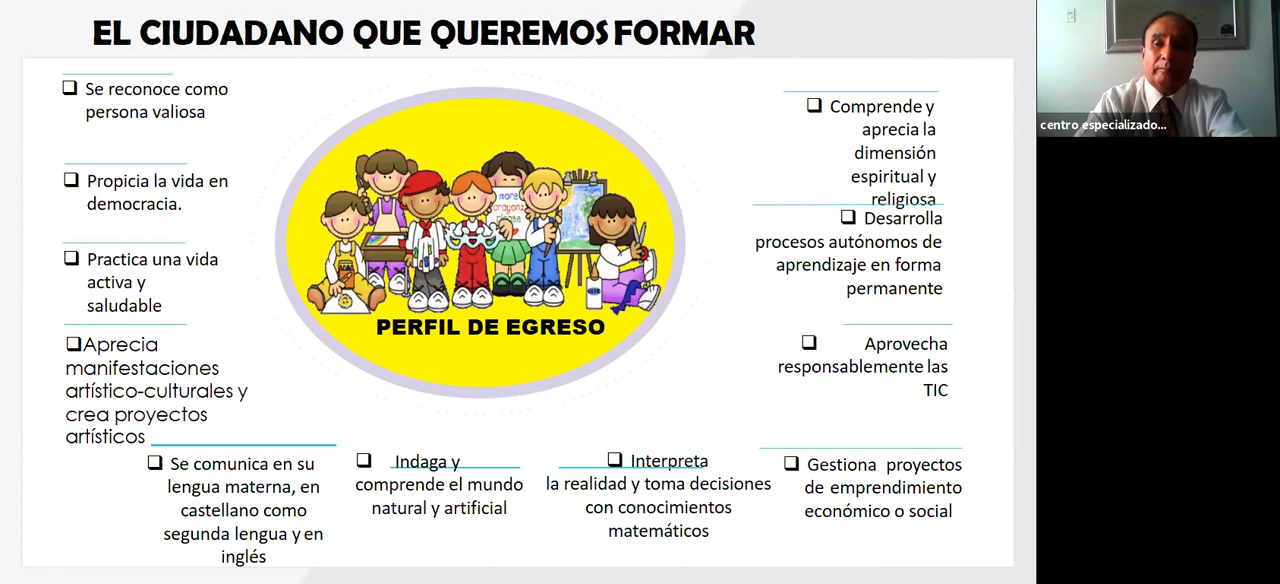 EL CIUDADANO QUE QUEREMOS FORMAR
❑ Se reconoce como
persona valiosa
❑ Propicia la vida en
democracia.
❑ Practica una vida
activa y
saludable
❑Aprecia
manifestaciones
artístico-culturales y
crea proyectos
artísticos
❑ Se comunica en su
lengua materna, en
castellano como
segunda lengua y en
inglés
❑ Indaga y
comprende el mundo
natural y artificial
❑ Interpreta
la realidad y toma decisiones
con conocimientos
matemáticos
❑ Gestiona proyectos
de emprendimiento
económico o social
❑ Aprovecha
responsablemente las
TIC
❑ Desarrolla
procesos autónomos de
aprendizaje en forma
permanente
❑ Comprende y
aprecia la
dimensión
espiritual y
religiosa
more
crayons
please
PERFIL DE EGRESO
centro especializado...